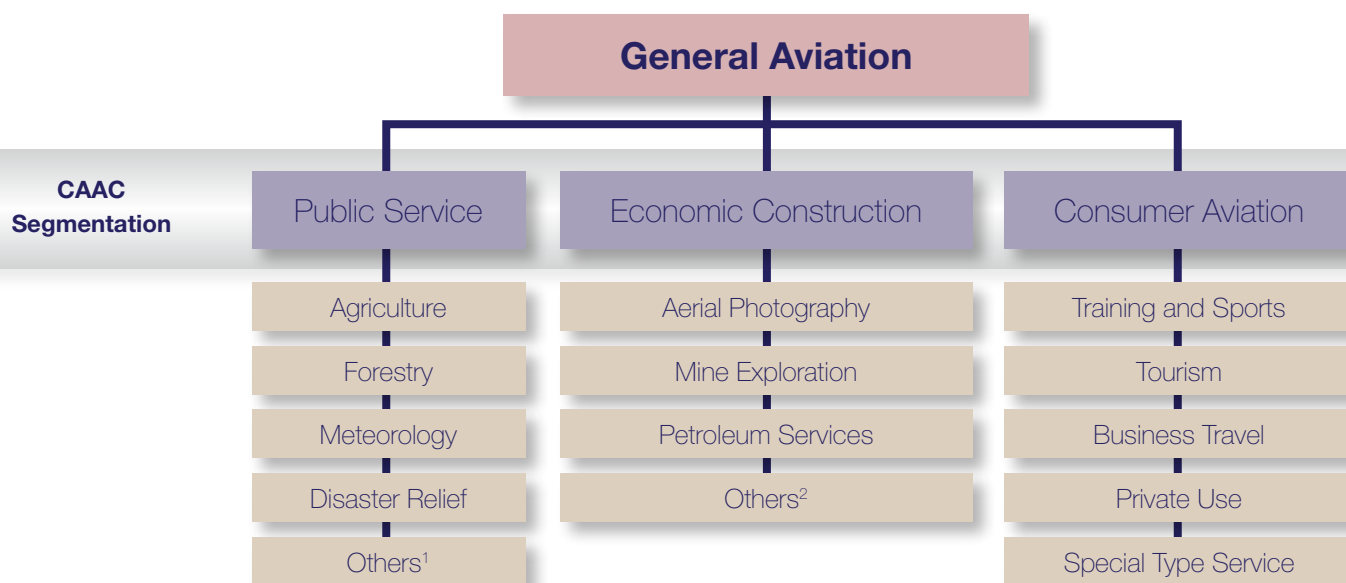 General Aviation
CAAC
Segmentation
Public Service
Economic Construction
Consumer Aviation
Agriculture
Aerial Photography
Training and Sports
Forestry
Mine Exploration
Tourism
Meteorology
Petroleum Services
Business Travel
Disaster Relief
Others²
Private Use
Others¹
Special Type Service